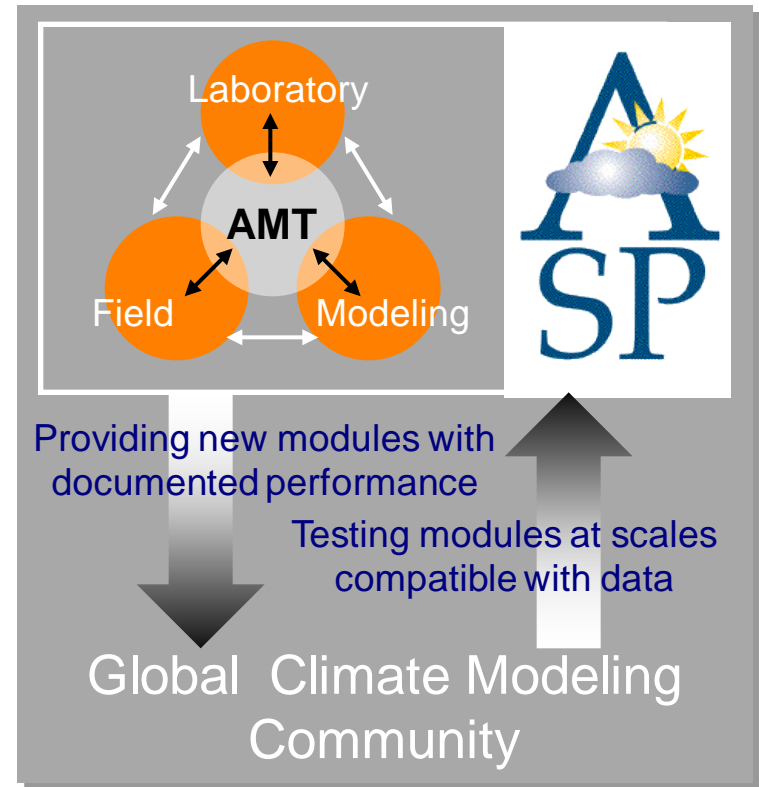 Laboratory
AMT
Field
Modeling
A
SP
Providing new modules with
documented performance
Testing modules at scales
compatible with data
Global Climate Modeling
Community